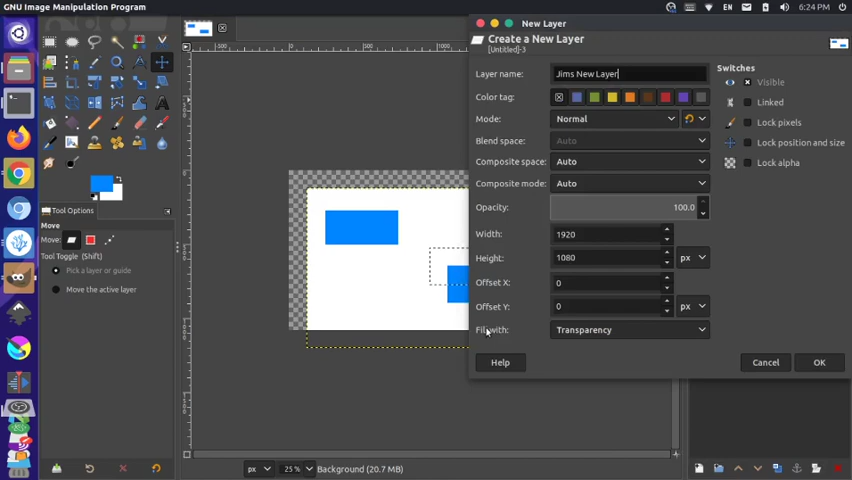 GNU Image Manipulation Program
EN
6:24 PM
New Layer
Create a New Layer
[Untitled]-3
Layer name:
Jims New Layer
Color tag:
Mode:
Normal
Blend space:
Auto
Composite space:
Auto
Composite mode:
Auto
Opacity:
100.0
Width:
1920
Height:
1080
px
Offset X:
0
Offset Y:
0
px
Fill with:
Transparency
Help
Cancel
OK
Switches
Visible
Linked
Lock pixels
Lock position and size
Lock alpha
Tool Options
Move
Move:
Tool Toggle (Shift)
Pick a layer or guide
Move the active layer
px
25%
Background (20.7 MB)